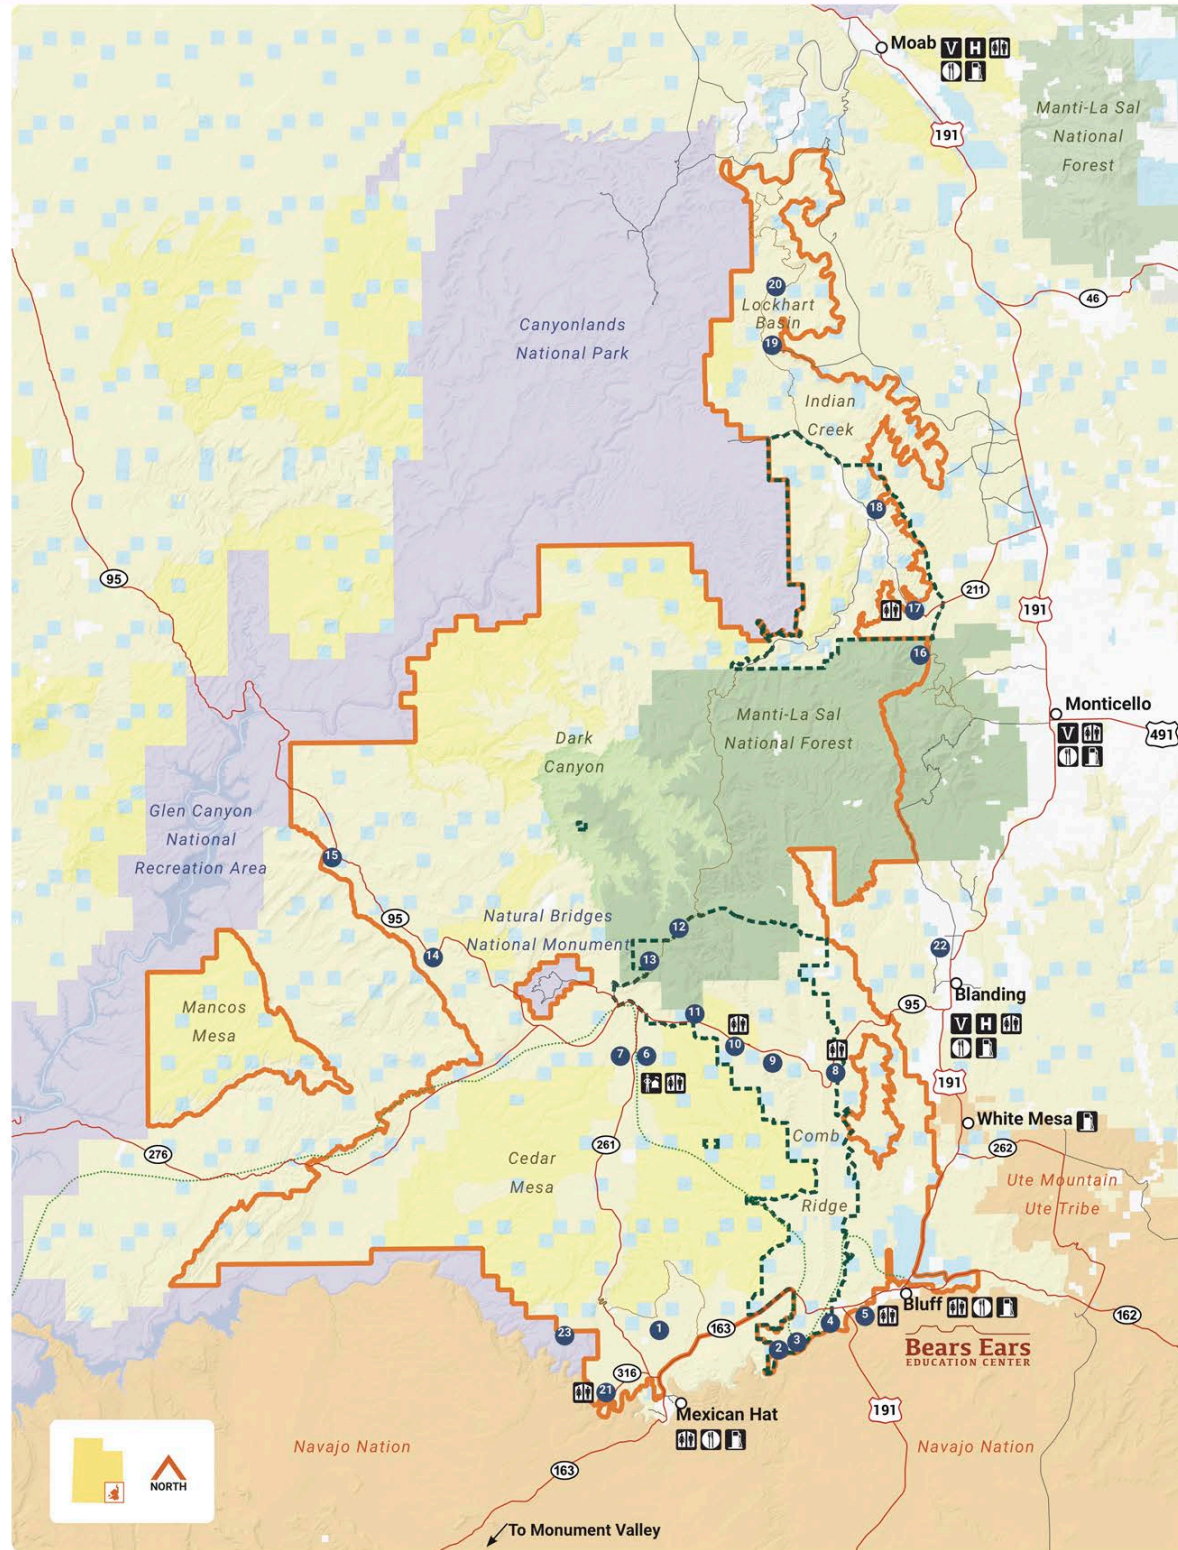 Moab
V H
Manti-La Sal
National
Forest
191
46
20
Lockhart
Basin
Canyonlands
National Park
19
Indian
Creek
18
95
211
17
191
16
Monticello
V
491
Manti-La Sal
National Forest
Dark
Canyon
Glen Canyon
National
Recreation Area
15
95
Natural Bridges
National Monument
12
14
13
22
Blanding
V H
95
Mancos
Mesa
11
10
7
6
9
8
191
White Mesa
276
261
Comb
262
Cedar
Mesa
Ridge
Ute Mountain
Ute Tribe
Bluff
162
23
1
163
4
5
2
3
Bears Ears
EDUCATION CENTER
316
21
Mexican Hat
191
Navajo Nation
Navajo Nation
163
NORTH
To Monument Valley